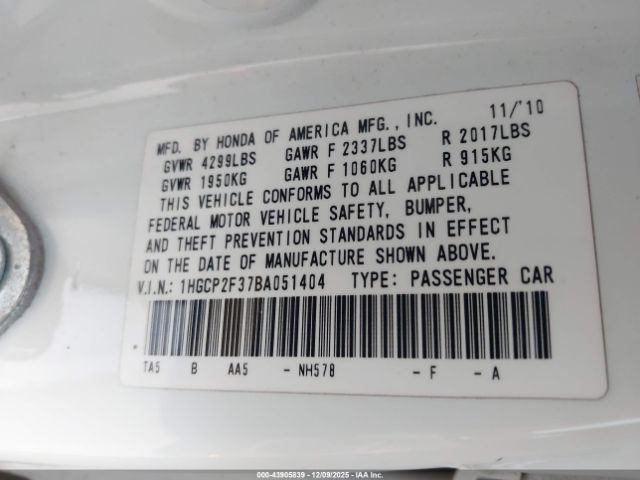 MFD. BY HONDA OF AMERICA MFG., INC. 11/'10
GVWR 4299LBS GAWR F 2337LBS R 2017LBS
GVWR 1950KG GAWR F 1060KG R 915KG
THIS VEHICLE CONFORMS TO ALL APPLICABLE
FEDERAL MOTOR VEHICLE SAFETY, BUMPER,
AND THEFT PREVENTION STANDARDS IN EFFECT
ON THE DATE OF MANUFACTURE SHOWN ABOVE.
V.I.N.: 1HGCP2F37BA051404 TYPE: PASSENGER CAR
TA5 B AA5 - NH578 - F - A
000-43905839 | 12/09/2025 | IAA Inc.